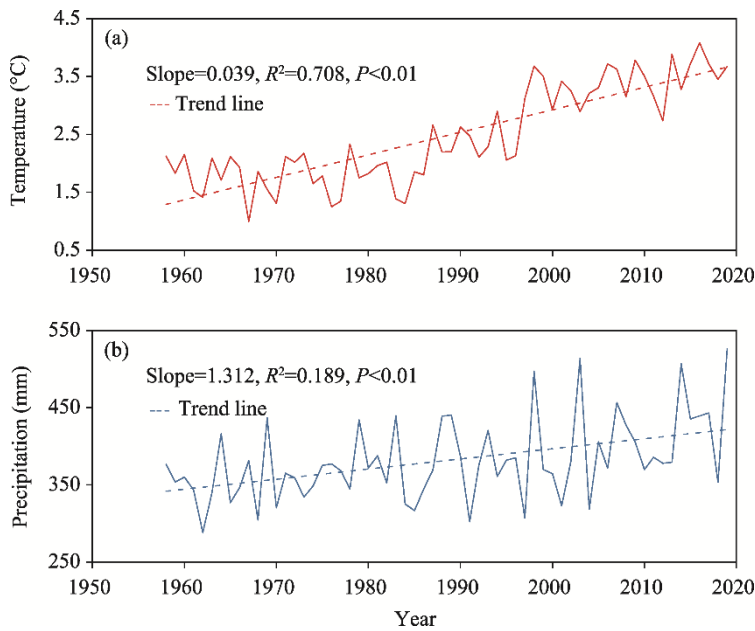 (a)
Slope=0.039, R²=0.708, P<0.01
Trend line
Temperature (°C)
4.5
3.5
2.5
1.5
0.5
1950 1960 1970 1980 1990 2000 2010 2020
(b)
Slope=1.312, R²=0.189, P<0.01
Trend line
Precipitation (mm)
550
450
350
250
1950 1960 1970 1980 1990 2000 2010 2020
Year